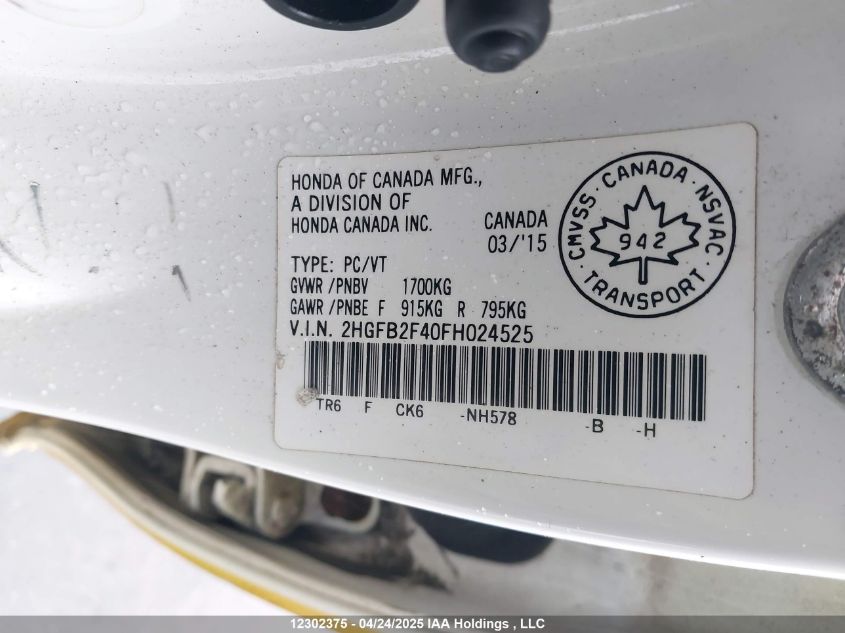 HONDA OF CANADA MFG.,
A DIVISION OF
HONDA CANADA INC.
CANADA
03/'15
CMVSS · CANADA · NSVAC
942
· TRANSPORT ·
TYPE: PC/VT
GVWR /PNBV 1700KG
GAWR /PNBE F 915KG R 795KG
V.I.N. 2HGFB2F40FH024525
TR6 F CK6 -NH578 -B -H
12302375 - 04/24/2025 IAA Holdings , LLC